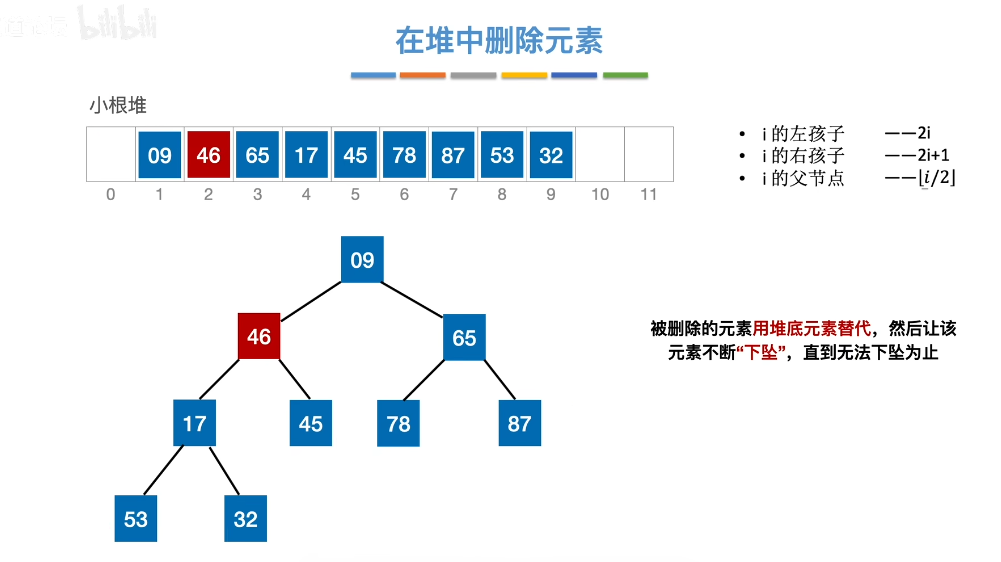 bilibili
在堆中删除元素
小根堆
09 46 65 17 45 78 87 53 32
0 1 2 3 4 5 6 7 8 9 10 11
• i 的左孩子 ——2i
• i 的右孩子 ——2i+1
• i 的父节点 ——⌊i/2⌋
09
46 65
17 45 78 87
53 32
被删除的元素用堆底元素替代，然后让该
元素不断“下坠”，直到无法下坠为止